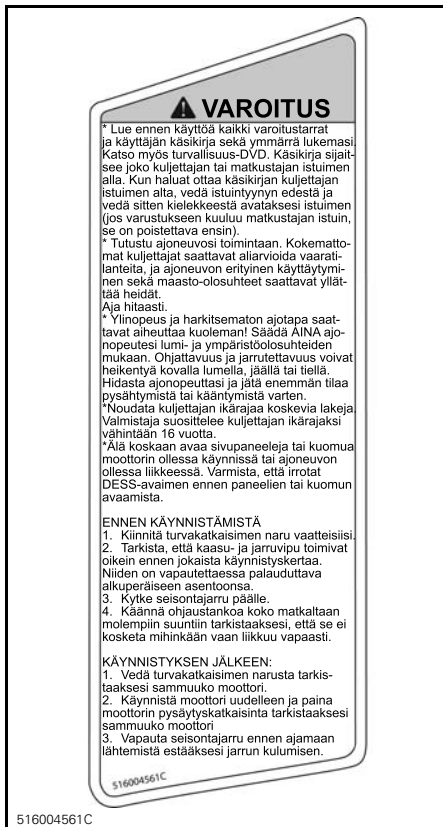 VAROITUS
* Lue ennen käyttöä kaikki varoitustarrat
ja käyttäjän käsikirja sekä ymmärrä lukemasi.
Katso myös turvallisuus-DVD. Käsikirja sijait-
see joko kuljettajan tai matkustajan istuimen
alla. Kun haluat ottaa käsikirjan kuljettajan
istuimen alta, vedä istuintyynyn edestä ja
vedä sitten kielekkeestä avataksesi istuimen
(jos varustukseen kuuluu matkustajan istuin,
se on poistettava ensin).
* Tutustu ajoneuvosi toimintaan. Kokematto-
mat kuljettajat saattavat aliarvioida vaarati-
lanteita, ja ajoneuvon erityinen käyttäytymi-
nen sekä maasto-olosuhteet saattavat yllät-
tää heidät.
Aja hitaasti.
* Ylinopeus ja harkitsematon ajotapa saat-
tavat aiheuttaa kuoleman! Säädä AINA ajo-
nopeutesi lumi- ja ympäristöolosuhteiden
mukaan. Ohjattavuus ja jarrutettavuus voivat
heikentyä kovalla lumella, jäällä tai tiellä.
Hidasta ajonopeuttasi ja jätä enemmän tilaa
pysähtymistä tai kääntymistä varten.
*Noudata kuljettajan ikärajaa koskevia lakeja.
Valmistaja suosittelee kuljettajan ikärajaksi
vähintään 16 vuotta.
*Älä koskaan avaa sivupaneeleja tai kuomua
moottorin ollessa käynnissä tai ajoneuvon
ollessa liikkeessä. Varmista, että irrotat
DESS-avaimen ennen paneelien tai kuomun
avaamista.
ENNEN KÄYNNISTÄMISTÄ
1. Kiinnitä turvakatkaisimen naru vaatteisiisi.
2. Tarkista, että kaasu- ja jarruvipu toimivat
oikein ennen jokaista käynnistyskertaa.
Niiden on vapautettaessa palauduttava
alkuperäiseen asentoonsa.
3. Kytke seisontajarru päälle.
4. Käännä ohjaustankoa koko matkaltaan
molempiin suuntiin tarkistaaksesi, että se ei
kosketa mihinkään vaan liikkuu vapaasti.
KÄYNNISTYKSEN JÄLKEEN:
1. Vedä turvakatkaisimen narusta tarkis-
taaksesi sammuuko moottori.
2. Käynnistä moottori uudelleen ja paina
moottorin pysäytyskatkaisinta tarkistaaksesi
sammuuko moottori
3. Vapauta seisontajarru ennen ajamaan
lähtemistä estääksesi jarrun kulumisen.
516004561C
516004561C